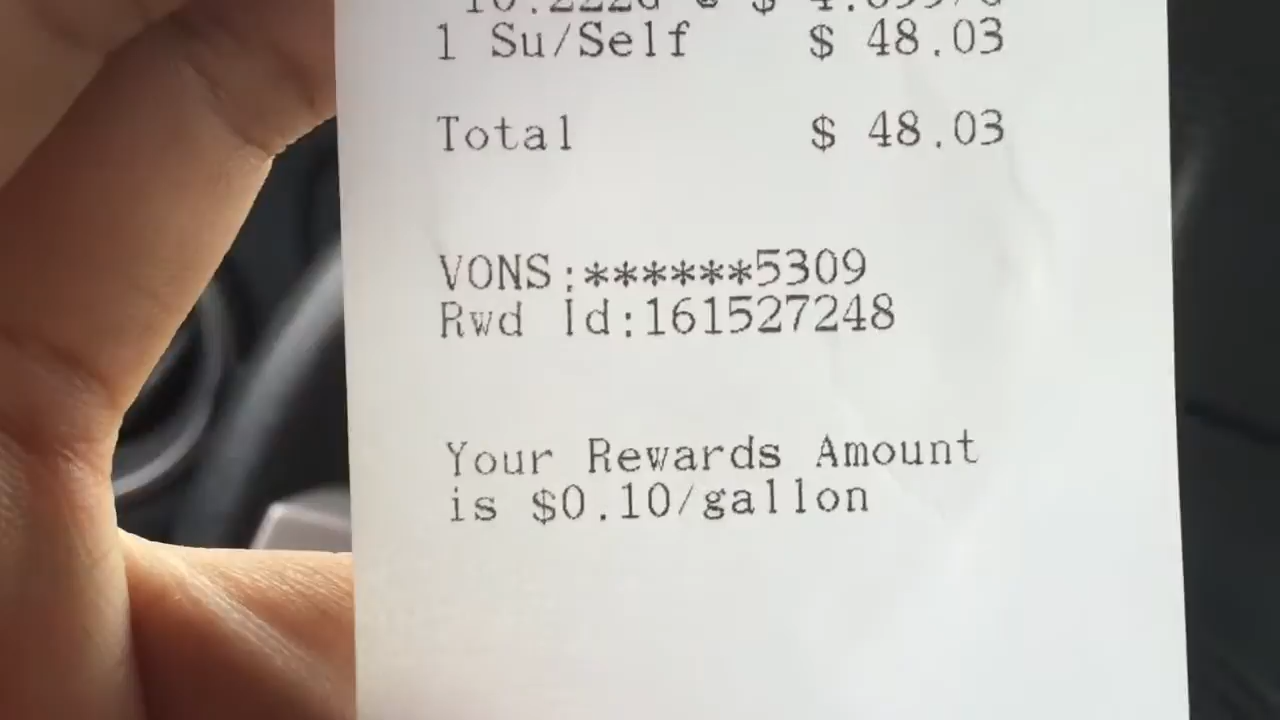 1 Su/Self $ 48.03
Total $ 48.03
VONS:******5309
Rwd Id:161527248
Your Rewards Amount
is $0.10/gallon